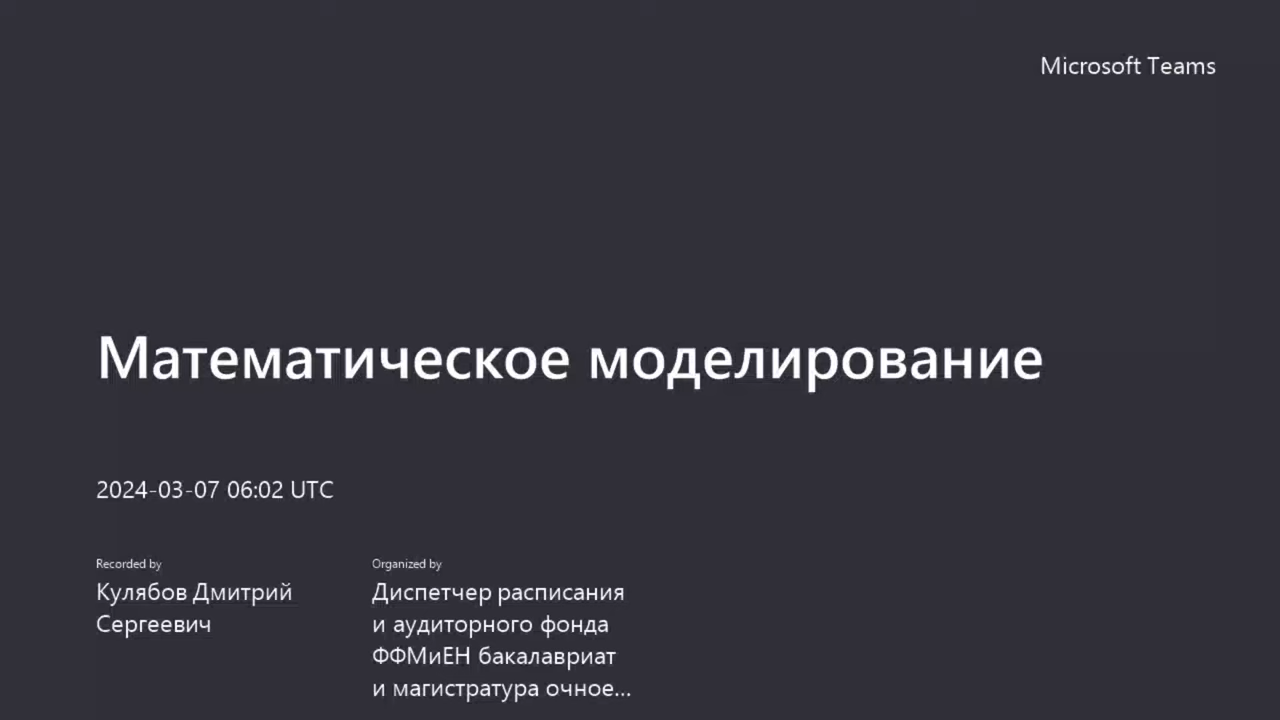 Microsoft Teams
Математическое моделирование
2024-03-07 06:02 UTC
Recorded by
Кулябов Дмитрий
Сергеевич
Organized by
Диспетчер расписания
и аудиторного фонда
ФФМиЕН бакалавриат
и магистратура очное...